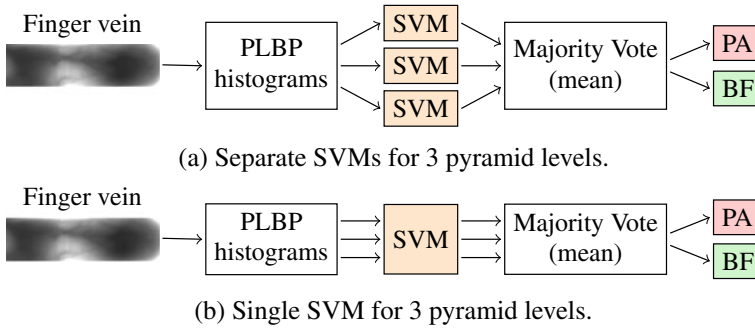 Finger vein
PLBP
histograms
SVM
SVM
SVM
Majority Vote
(mean)
PA
BF
(a) Separate SVMs for 3 pyramid levels.
Finger vein
PLBP
histograms
SVM
Majority Vote
(mean)
PA
BF
(b) Single SVM for 3 pyramid levels.